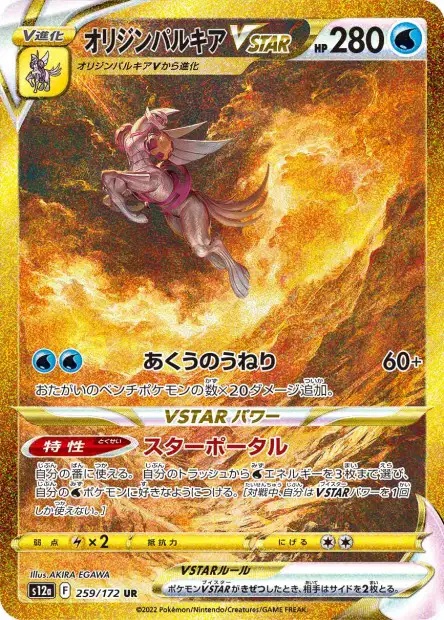 V進化
オリジンパルキア VSTAR HP 280
オリジンパルキアVから進化
あくうのうねり 60+
おたがいのベンチポケモンの数×20ダメージ追加。
VSTARパワー
特性 スターポータル
自分の番に使える。自分のトラッシュから エネルギーを3枚まで選び、
自分の ポケモンに好きなようにつける。[対戦中、自分はVSTARパワーを1回
しか使えない。]
弱点 ×2 抵抗力 にげる
Illus. AKIRA EGAWA
VSTARルール
s12a F 259/172 UR
ポケモンVSTARがきぜつしたとき、相手はサイドを2枚とる。
©2022 Pokémon/Nintendo/Creatures/GAME FREAK.